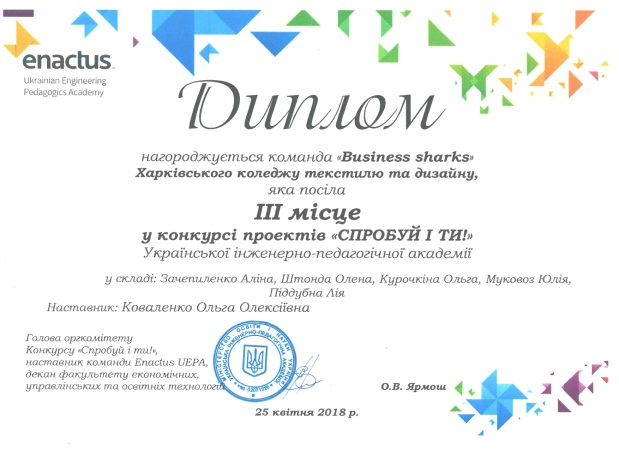 enactus
Ukrainian Engineering
Pedagogics Academy
Диплом
нагороджується команда «Business sharks»
Харківського коледжу текстилю та дизайну,
яка посіла
III місце
у конкурсі проектів «СПРОБУЙ І ТИ!»
Української інженерно-педагогічної академії
у складі: Зачепиленко Аліна, Штонда Олена, Курочкіна Ольга, Муковоз Юлія,
Піддубна Лія
Наставник: Коваленко Ольга Олексіївна
Голова оргкомітету
Конкурсу «Спробуй і ти!»,
наставник команди Enactus UEPA,
декан факультету економічних,
управлінських та освітніх технологій
О.В. Ярмош
25 квітня 2018 р.